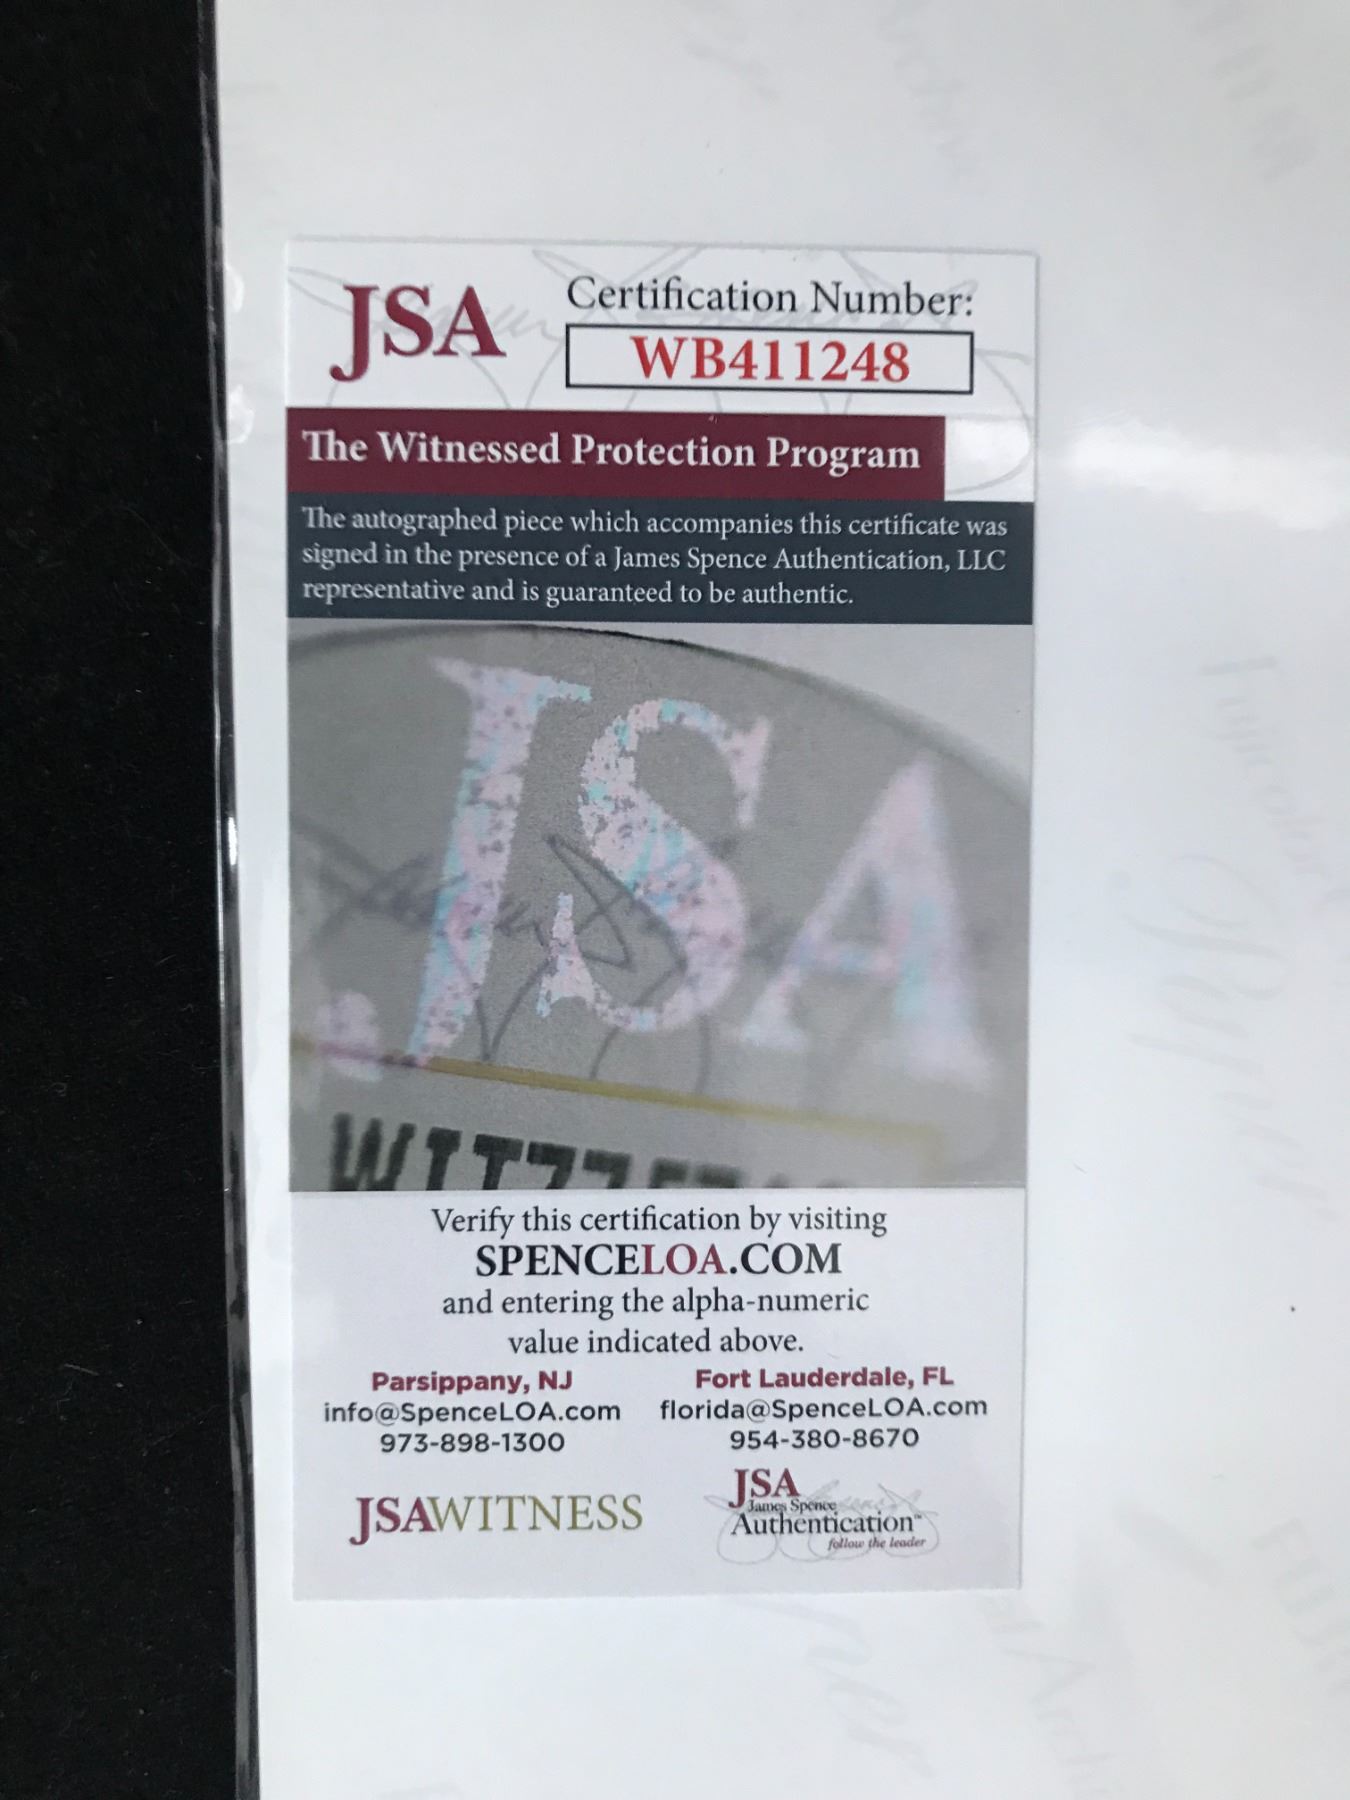 JSA
Certification Number:
WB411248
The Witnessed Protection Program
The autographed piece which accompanies this certificate was
signed in the presence of a James Spence Authentication, LLC
representative and is guaranteed to be authentic.
JSA
Verify this certification by visiting
SPENCELOA.COM
and entering the alpha-numeric
value indicated above.
Parsippany, NJ
info@SpenceLOA.com
973-898-1300
Fort Lauderdale, FL
florida@SpenceLOA.com
954-380-8670
JSAWITNESS
JSA
James Spence
Authentication™
follow the leader